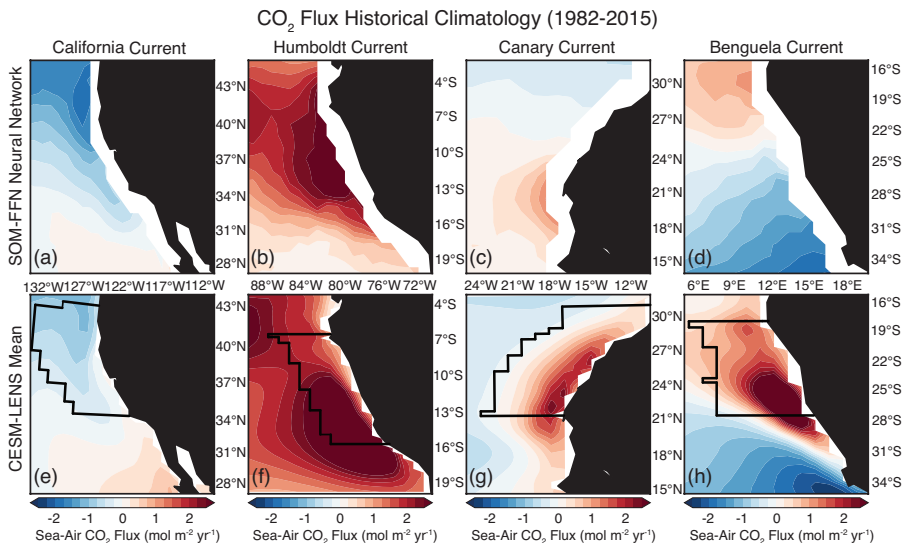 CO₂ Flux Historical Climatology (1982-2015)
California Current Humboldt Current Canary Current Benguela Current
SOM-FFN Neural Network
43°N
40°N
37°N
34°N
31°N
28°N
(a)
4°S
7°S
10°S
13°S
16°S
19°S
(b)
30°N
27°N
24°N
21°N
18°N
15°N
(c)
16°S
19°S
22°S
25°S
28°S
31°S
34°S
(d)
132°W 127°W 122°W 117°W 112°W 88°W 84°W 80°W 76°W 72°W 24°W 20°W 16°W 12°W 6°E 9°E 12°E 15°E 18°E
CESM-LENS Mean
43°N
40°N
37°N
34°N
31°N
28°N
(e)
4°S
7°S
10°S
13°S
16°S
19°S
(f)
30°N
27°N
24°N
21°N
18°N
15°N
(g)
16°S
19°S
22°S
25°S
28°S
31°S
34°S
(h)
-2 -1 0 1 2 -2 -1 0 1 2 -2 -1 0 1 2 -2 -1 0 1 2
Sea-Air CO₂ Flux (mol m⁻² yr⁻¹) Sea-Air CO₂ Flux (mol m⁻² yr⁻¹) Sea-Air CO₂ Flux (mol m⁻² yr⁻¹) Sea-Air CO₂ Flux (mol m⁻² yr⁻¹)